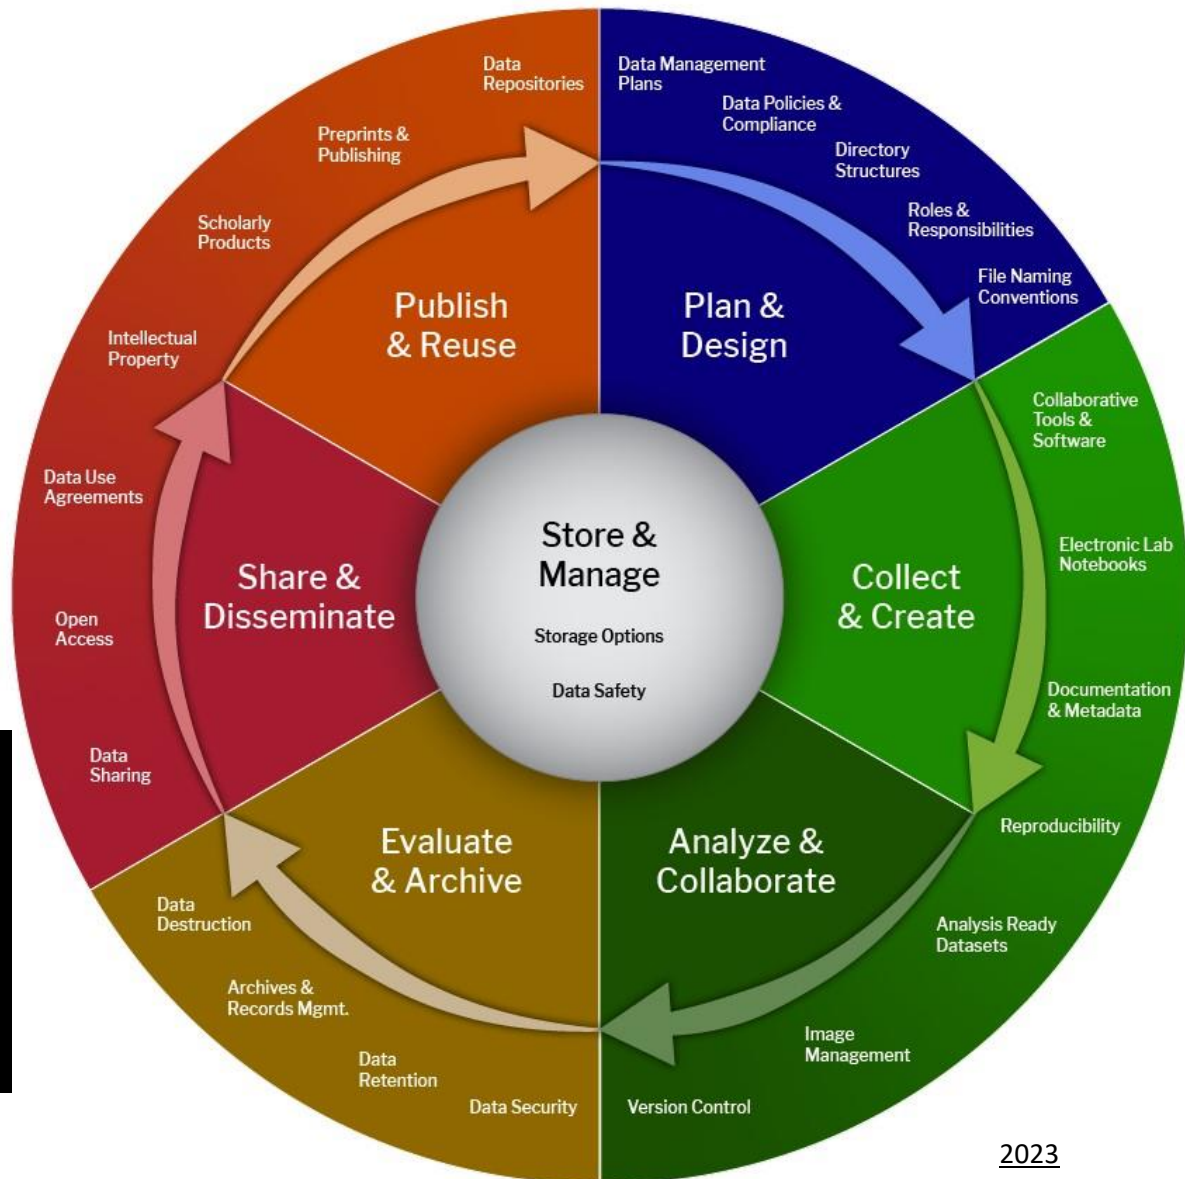 Data
Repositories
Data Management
Plans
Data Policies &
Compliance
Directory
Structures
Roles &
Responsibilities
File Naming
Conventions
Plan &
Design
Collaborative
Tools &
Software
Electronic Lab
Notebooks
Documentation
& Metadata
Collect
& Create
Reproducibility
Analysis Ready
Datasets
Image
Management
Version Control
Analyze &
Collaborate
Data Security
Data
Retention
Archives &
Records Mgmt.
Data
Destruction
Evaluate
& Archive
Data
Sharing
Open
Access
Data Use
Agreements
Share &
Disseminate
Intellectual
Property
Scholarly
Products
Preprints &
Publishing
Publish
& Reuse
Store &
Manage
Storage Options
Data Safety
2023